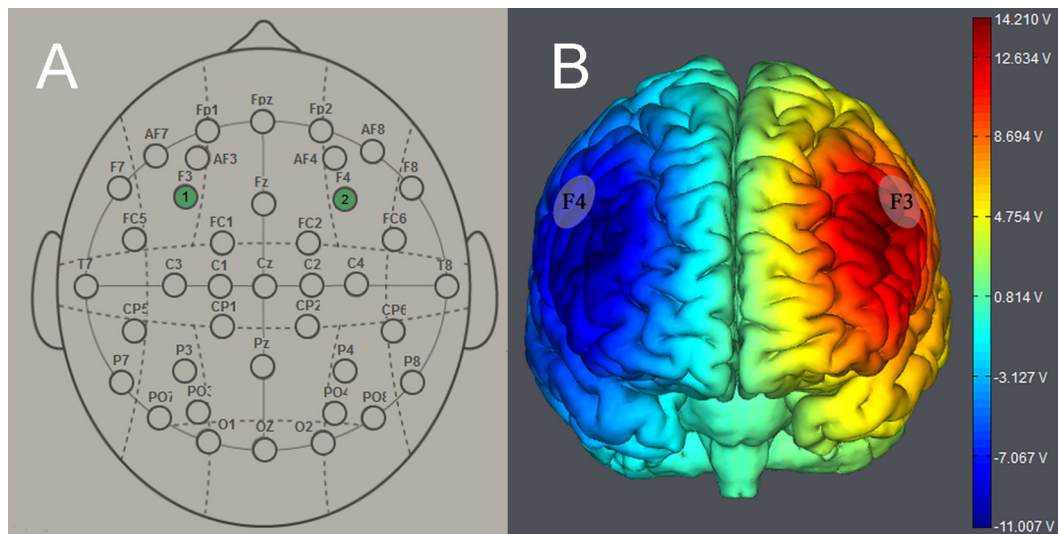 A
Fpz
Fp1
Fp2
AF7
AF8
AF3
AF4
F7
F3
F4
F8
1
2
Fz
FC5
FC1
FC2
FC6
T7
C3
C1
Cz
C2
C4
T8
CP5
CP1
CP2
CP6
Pz
P7
P3
P4
P8
PO7
PO3
PO4
PO8
O1
OZ
O2
B
F4
F3
14.210 V
12.634 V
8.694 V
4.754 V
0.814 V
-3.127 V
-7.067 V
-11.007 V